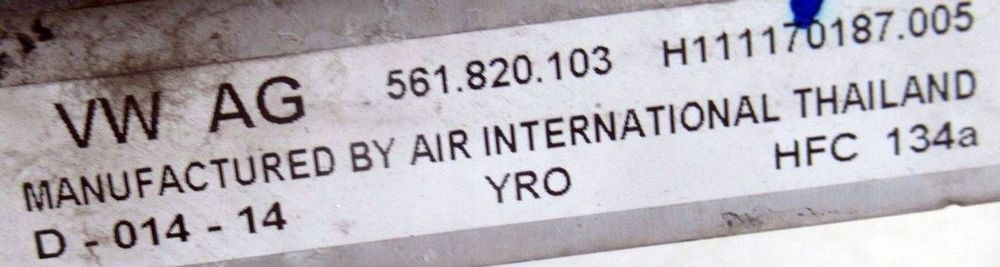 VW AG 561.820.103 H111170187.005
MANUFACTURED BY AIR INTERNATIONAL THAILAND
D - 014 - 14 YRO HFC 134a